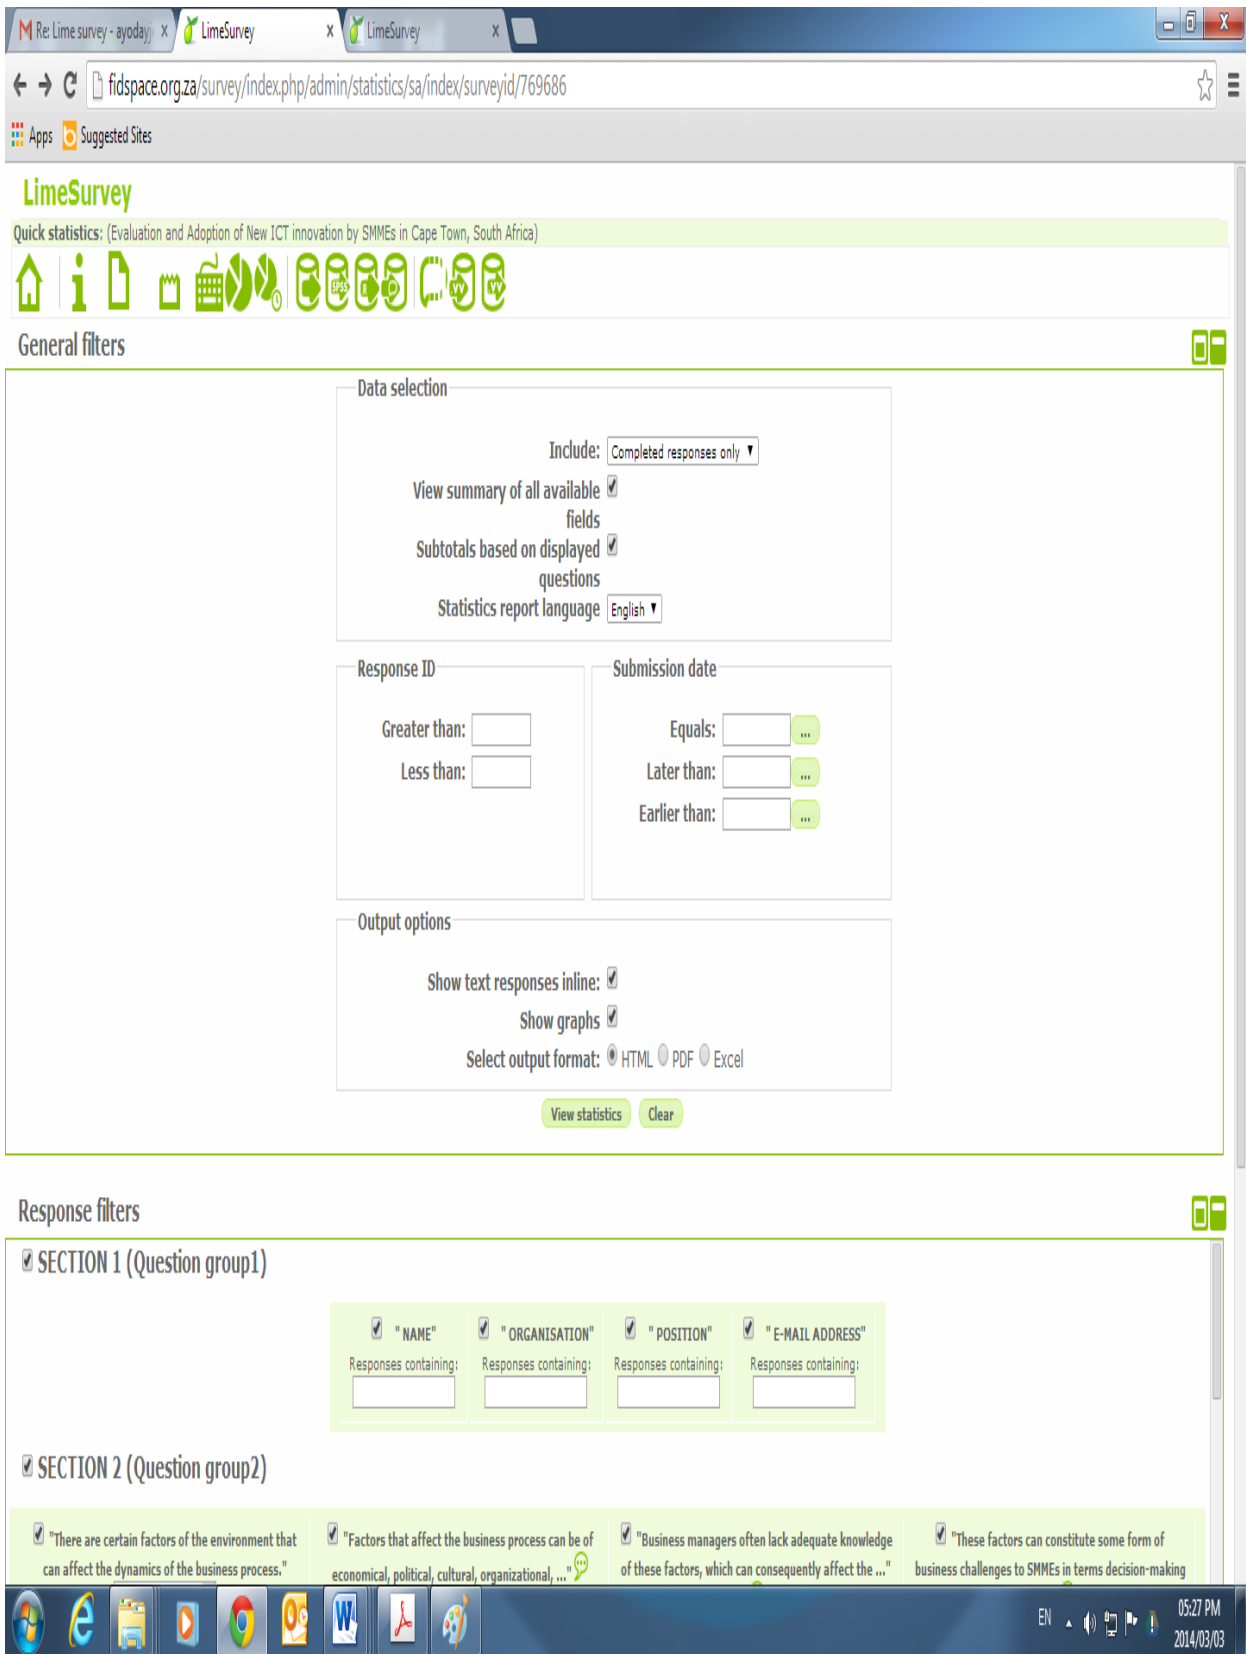 Re: Lime survey - ayodayj
LimeSurvey
LimeSurvey
fidspace.org.za/survey/index.php/admin/statistics/sa/index/surveyid/769686
Apps
Suggested Sites
LimeSurvey
Quick statistics: (Evaluation and Adoption of New ICT innovation by SMMEs in Cape Town, South Africa)
SPSS
R
VV
VV
General filters
Data selection
Include: Completed responses only
View summary of all available
fields
Subtotals based on displayed
questions
Statistics report language English
Response ID
Greater than:
Less than:
Submission date
Equals: ...
Later than: ...
Earlier than: ...
Output options
Show text responses inline:
Show graphs
Select output format: HTML PDF Excel
View statistics Clear
Response filters
SECTION 1 (Question group1)
" NAME" " ORGANISATION" " POSITION" " E-MAIL ADDRESS"
Responses containing: Responses containing: Responses containing: Responses containing:
SECTION 2 (Question group2)
"There are certain factors of the environment that
can affect the dynamics of the business process."
"Factors that affect the business process can be of
economical, political, cultural, organizational, ..."
"Business managers often lack adequate knowledge
of these factors, which can consequently affect the ..."
"These factors can constitute some form of
business challenges to SMMEs in terms decision-making
EN
05:27 PM
2014/03/03